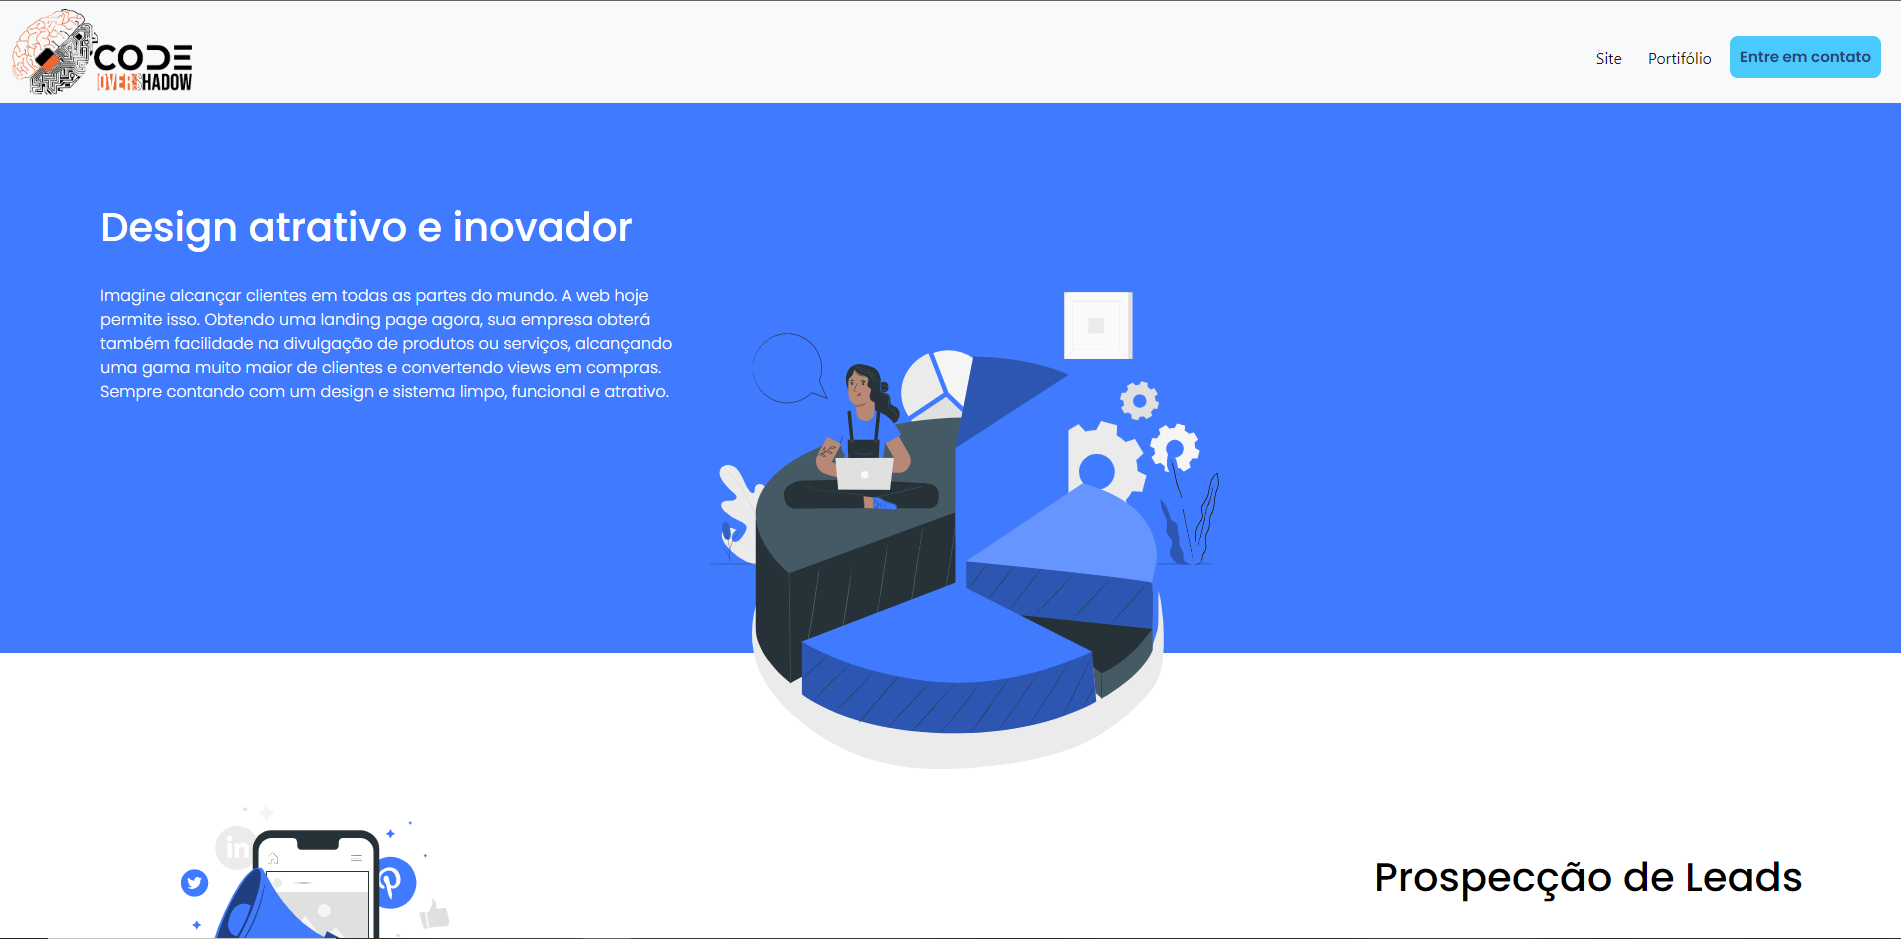 CODE
OVERSHADOW
Site
Portifólio
Entre em contato
Design atrativo e inovador
Imagine alcançar clientes em todas as partes do mundo. A web hoje
permite isso. Obtendo uma landing page agora, sua empresa obterá
também facilidade na divulgação de produtos ou serviços, alcançando
uma gama muito maior de clientes e convertendo views em compras.
Sempre contando com um design e sistema limpo, funcional e atrativo.
in
Prospecção de Leads